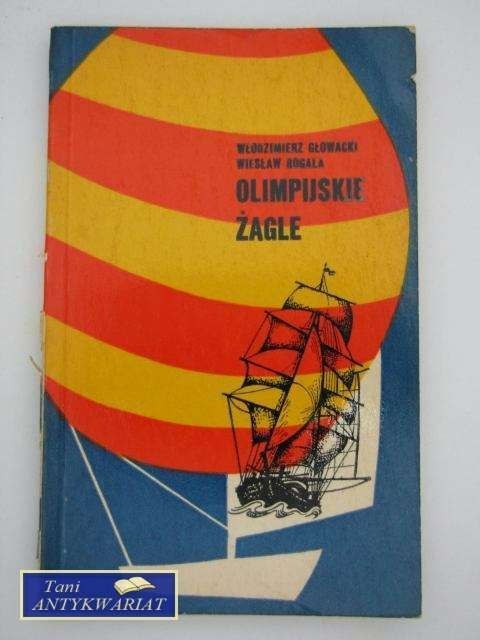 WŁODZIMIERZ GŁOWACKI
WIESŁAW ROGALA
OLIMPIJSKIE
ŻAGLE
Tani
ANTYKWARIAT